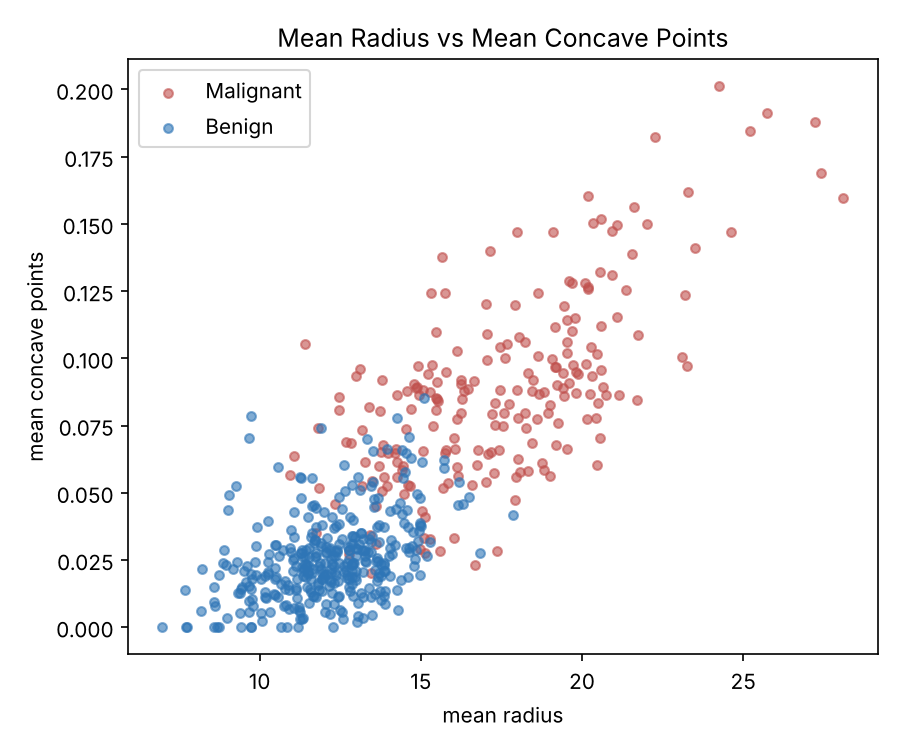 Mean Radius vs Mean Concave Points
Malignant
Benign
0.200
0.175
0.150
0.125
0.100
0.075
0.050
0.025
0.000
mean concave points
10
15
20
25
mean radius